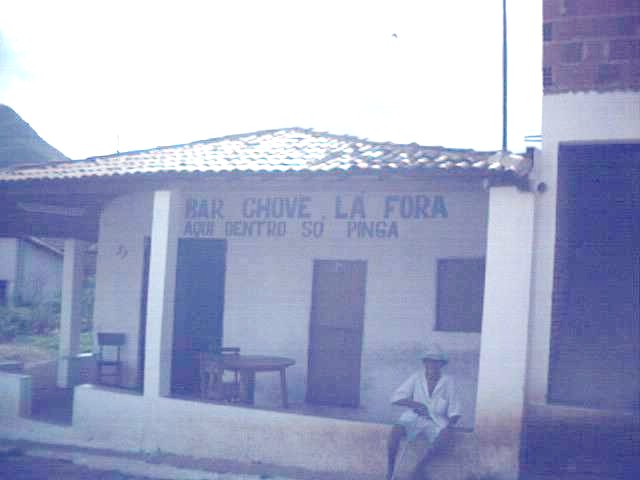 BAR CHOVE LÁ FORA
AQUI DENTRO SÓ PINGA